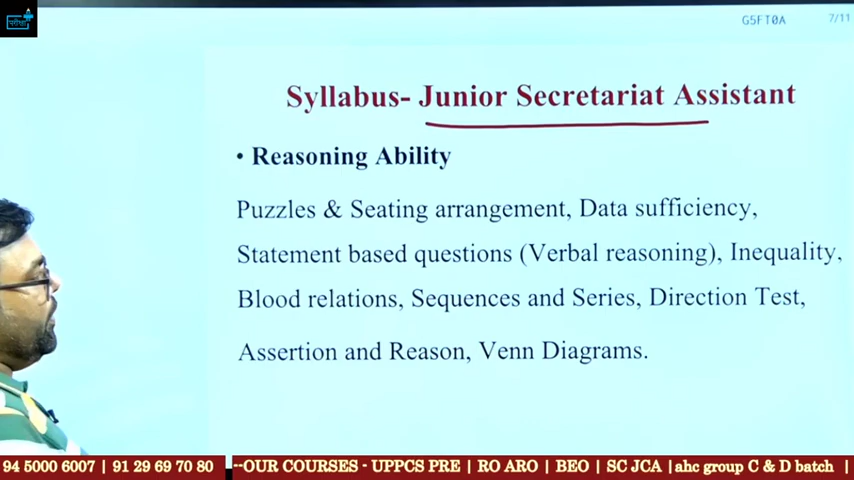 परीक्षा
G5FT0A 7/11
Syllabus- Junior Secretariat Assistant
• Reasoning Ability
Puzzles & Seating arrangement, Data sufficiency,
Statement based questions (Verbal reasoning), Inequality,
Blood relations, Sequences and Series, Direction Test,
Assertion and Reason, Venn Diagrams.
94 5000 6007 | 91 29 69 70 80 --OUR COURSES - UPPCS PRE | RO ARO | BEO | SC JCA |ahc group C & D batch |